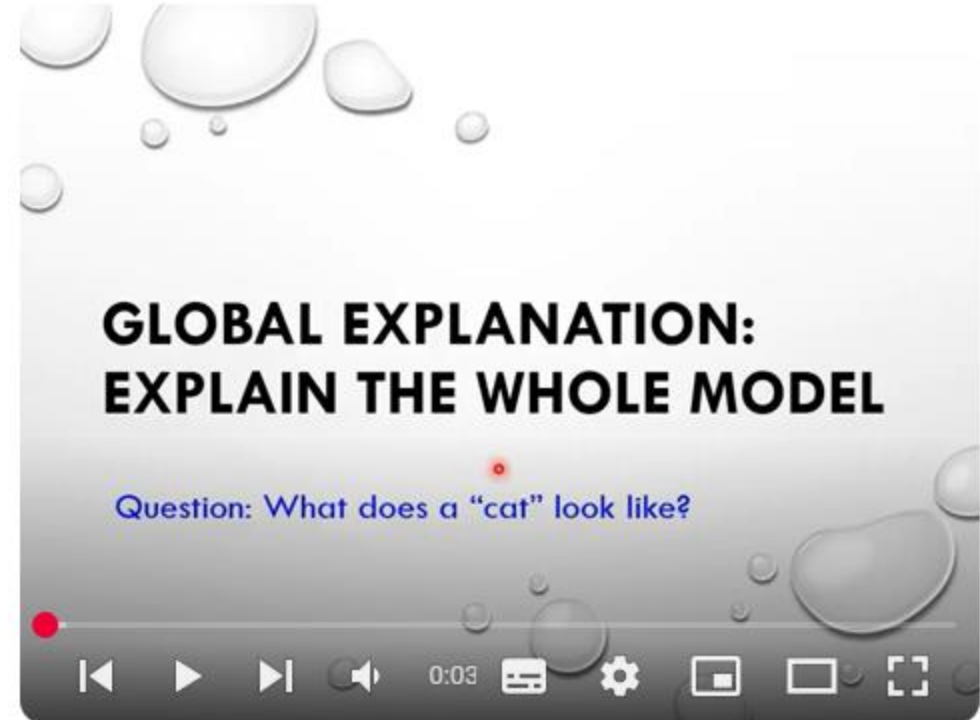 GLOBAL EXPLANATION:
EXPLAIN THE WHOLE MODEL
Question: What does a “cat” look like?
0:03